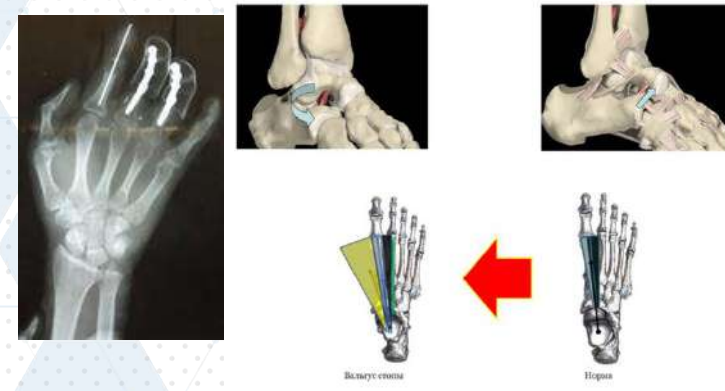 Вальгус стопы
Норма